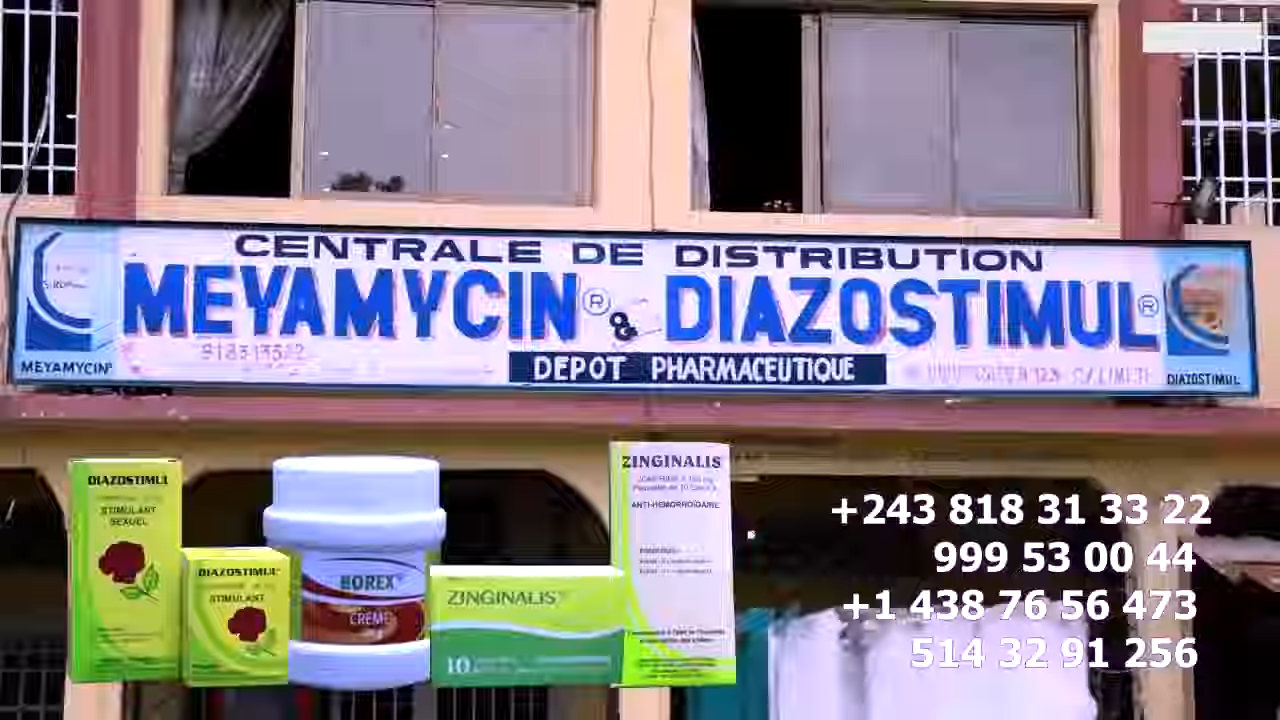 CENTRALE DE DISTRIBUTION
MEYAMYCIN® & DIAZOSTIMUL®
DEPOT PHARMACEUTIQUE
MEYAMYCIN®
DIAZOSTIMUL
DIAZOSTIMUL
STIMULANT
SEXUEL
DIAZOSTIMUL
STIMULANT
BOREX
CREME
ZINGINALIS
10
ZINGINALIS
ANTI-HEMORROIDAIRE
+243 818 31 33 22
999 53 00 44
+1 438 76 56 473
514 32 91 256